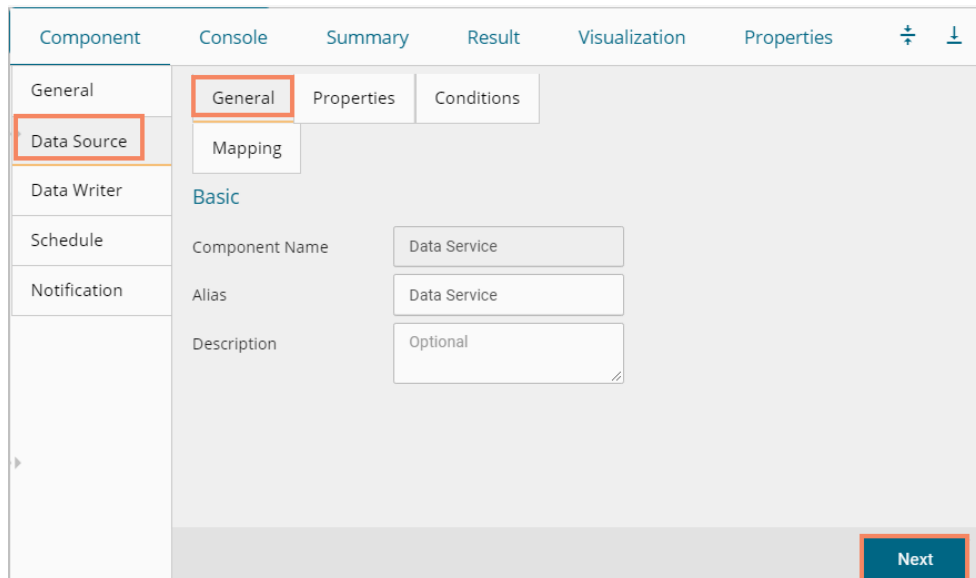 Component Console Summary Result Visualization Properties
General
Data Source
Data Writer
Schedule
Notification
General Properties Conditions
Mapping
Basic
Component Name Data Service
Alias Data Service
Description Optional
Next